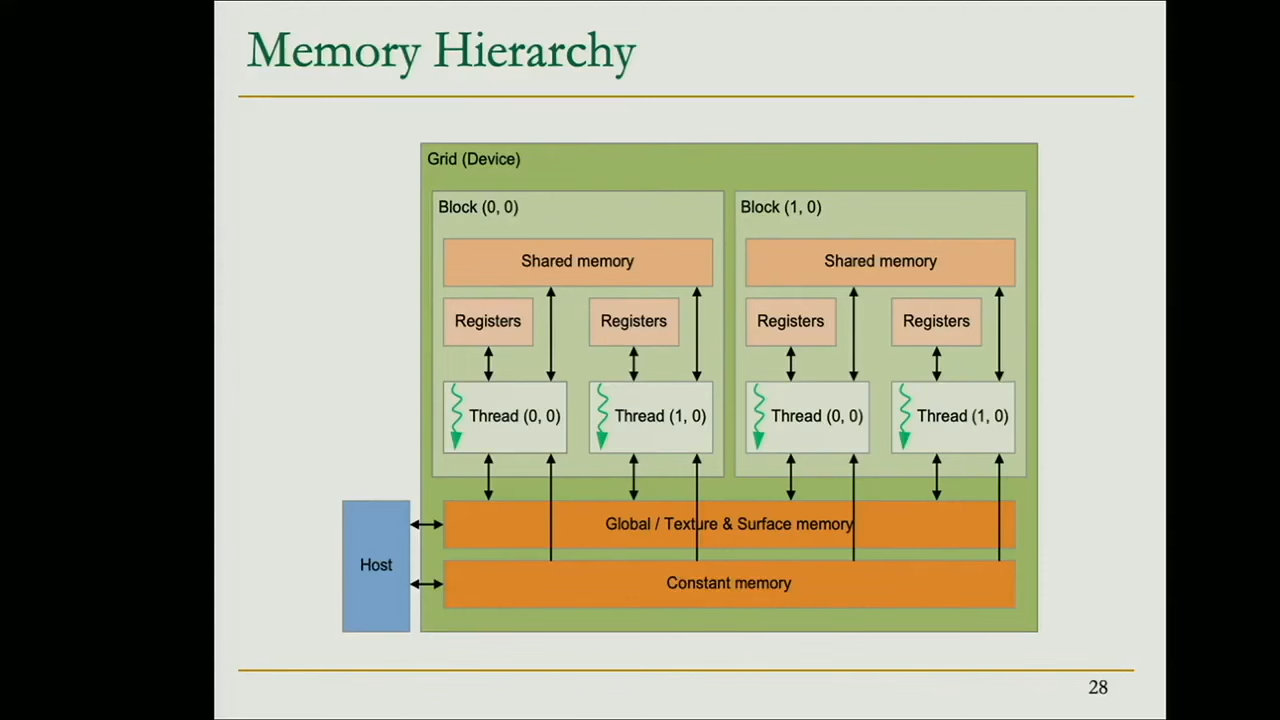 Memory Hierarchy
Grid (Device)
Block (0, 0)
Block (1, 0)
Shared memory
Shared memory
Registers
Registers
Registers
Registers
Thread (0, 0)
Thread (1, 0)
Thread (0, 0)
Thread (1, 0)
Global / Texture & Surface memory
Host
Constant memory
28